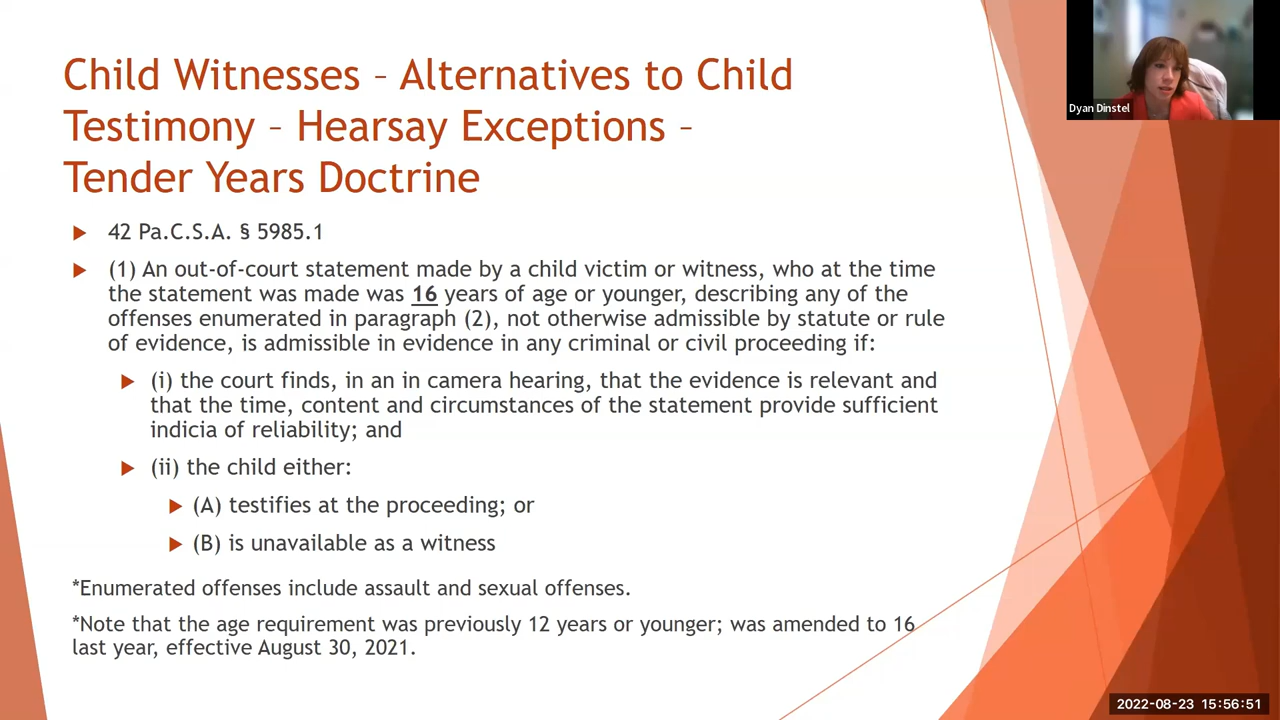 Child Witnesses – Alternatives to Child
Testimony – Hearsay Exceptions –
Tender Years Doctrine
42 Pa.C.S.A. § 5985.1
(1) An out-of-court statement made by a child victim or witness, who at the time
the statement was made was 16 years of age or younger, describing any of the
offenses enumerated in paragraph (2), not otherwise admissible by statute or rule
of evidence, is admissible in evidence in any criminal or civil proceeding if:
(i) the court finds, in an in camera hearing, that the evidence is relevant and
that the time, content and circumstances of the statement provide sufficient
indicia of reliability; and
(ii) the child either:
(A) testifies at the proceeding; or
(B) is unavailable as a witness
*Enumerated offenses include assault and sexual offenses.
*Note that the age requirement was previously 12 years or younger; was amended to 16
last year, effective August 30, 2021.
Dyan Dinstel
2022-08-23 15:56:51